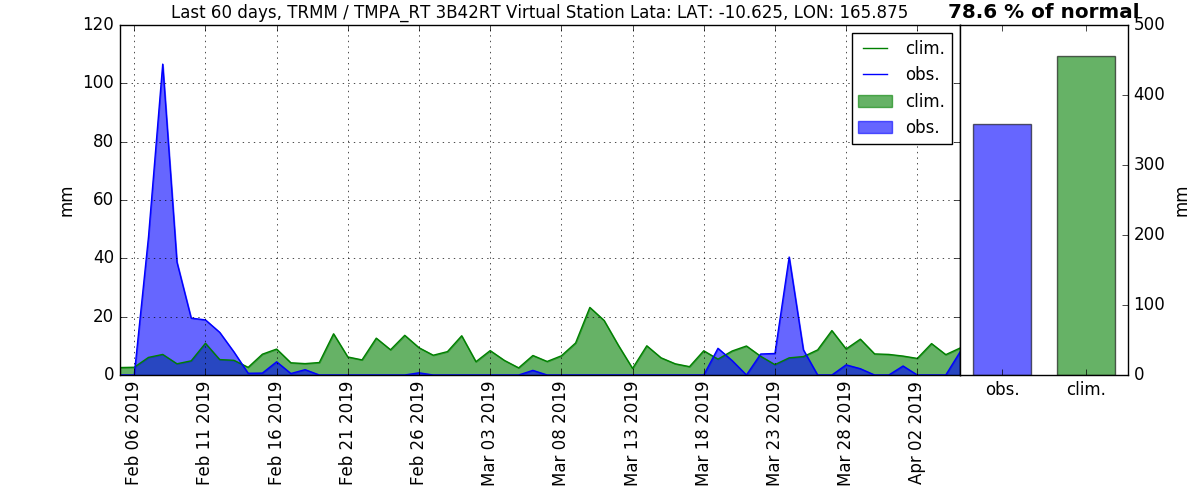 Last 60 days, TRMM / TMPA_RT 3B42RT Virtual Station Lata: LAT: -10.625, LON: 165.875
78.6 % of normal
mm
120
100
80
60
40
20
0
clim.
obs.
clim.
obs.
500
400
300
200
100
0
mm
Feb 06 2019
Feb 11 2019
Feb 16 2019
Feb 21 2019
Feb 26 2019
Mar 03 2019
Mar 08 2019
Mar 13 2019
Mar 18 2019
Mar 23 2019
Mar 28 2019
Apr 02 2019
obs.
clim.